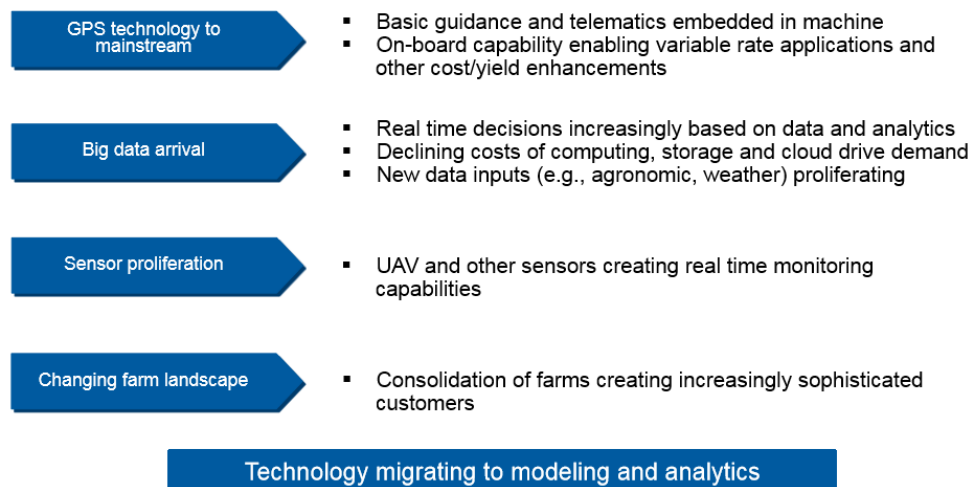 GPS technology to
mainstream
▪ Basic guidance and telematics embedded in machine
▪ On-board capability enabling variable rate applications and
other cost/yield enhancements
Big data arrival
▪ Real time decisions increasingly based on data and analytics
▪ Declining costs of computing, storage and cloud drive demand
▪ New data inputs (e.g., agronomic, weather) proliferating
Sensor proliferation
▪ UAV and other sensors creating real time monitoring
capabilities
Changing farm landscape
▪ Consolidation of farms creating increasingly sophisticated
customers
Technology migrating to modeling and analytics